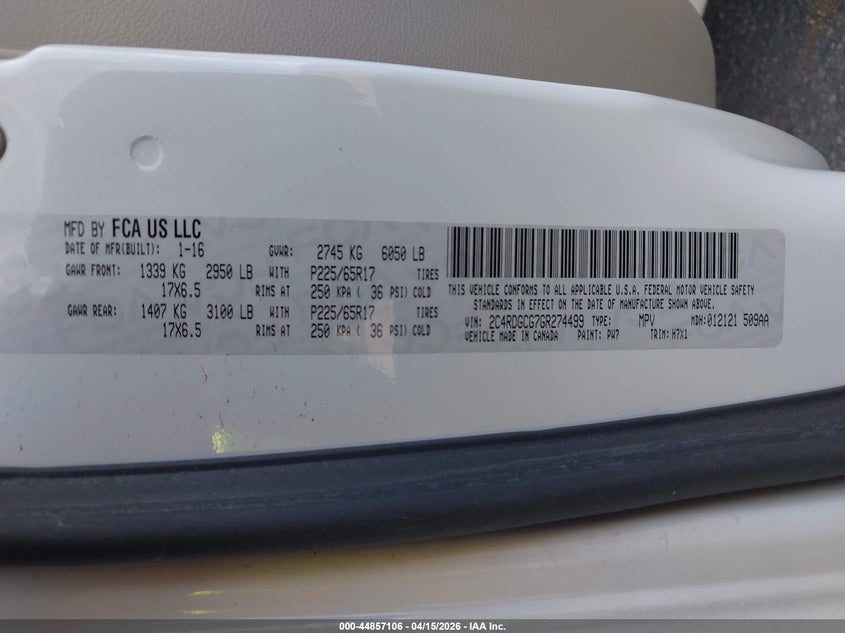 MFD BY FCA US LLC
DATE OF MFR(BUILT): 1-16 GVWR: 2745 KG 6050 LB
GAWR FRONT: 1339 KG 2950 LB WITH P225/65R17 TIRES
17X6.5 RIMS AT 250 KPA ( 36 PSI) COLD
GAWR REAR: 1407 KG 3100 LB WITH P225/65R17 TIRES
17X6.5 RIMS AT 250 KPA ( 36 PSI) COLD
THIS VEHICLE CONFORMS TO ALL APPLICABLE U.S.A. FEDERAL MOTOR VEHICLE SAFETY
STANDARDS IN EFFECT ON THE DATE OF MANUFACTURE SHOWN ABOVE.
VIN: 2C4RDGCG7GR274499 TYPE: MPV MDH: 012121 509AA
VEHICLE MADE IN CANADA PAINT: PW7 TRIM: H7X1
000-44857106 - 04/15/2026 - IAA Inc.